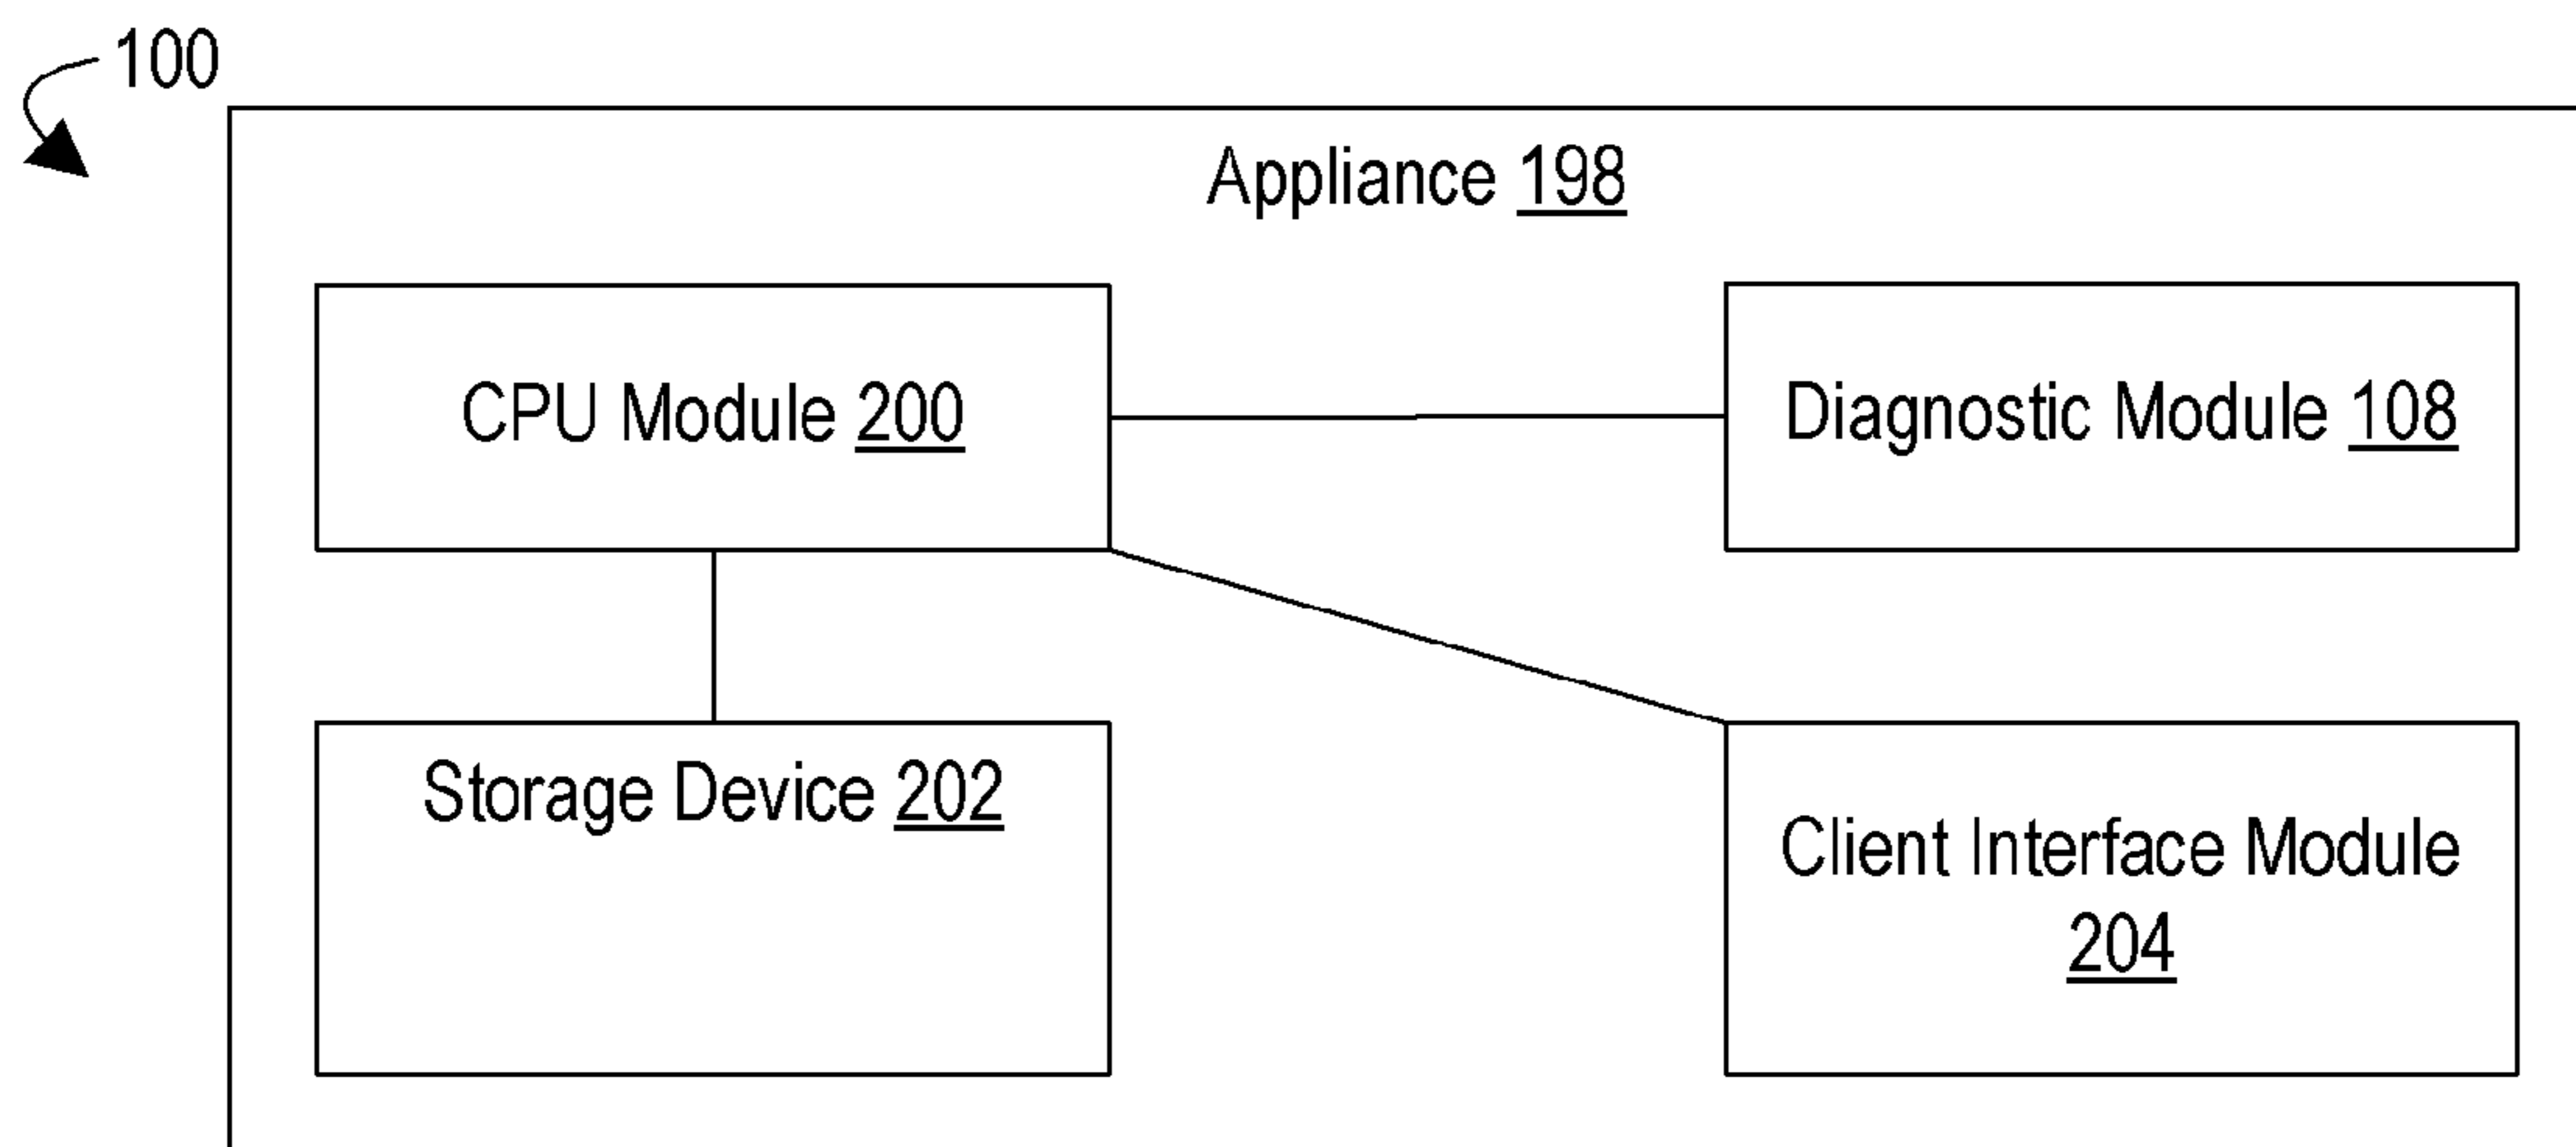 100
Appliance 198
CPU Module 200
Diagnostic Module 108
Storage Device 202
Client Interface Module
204